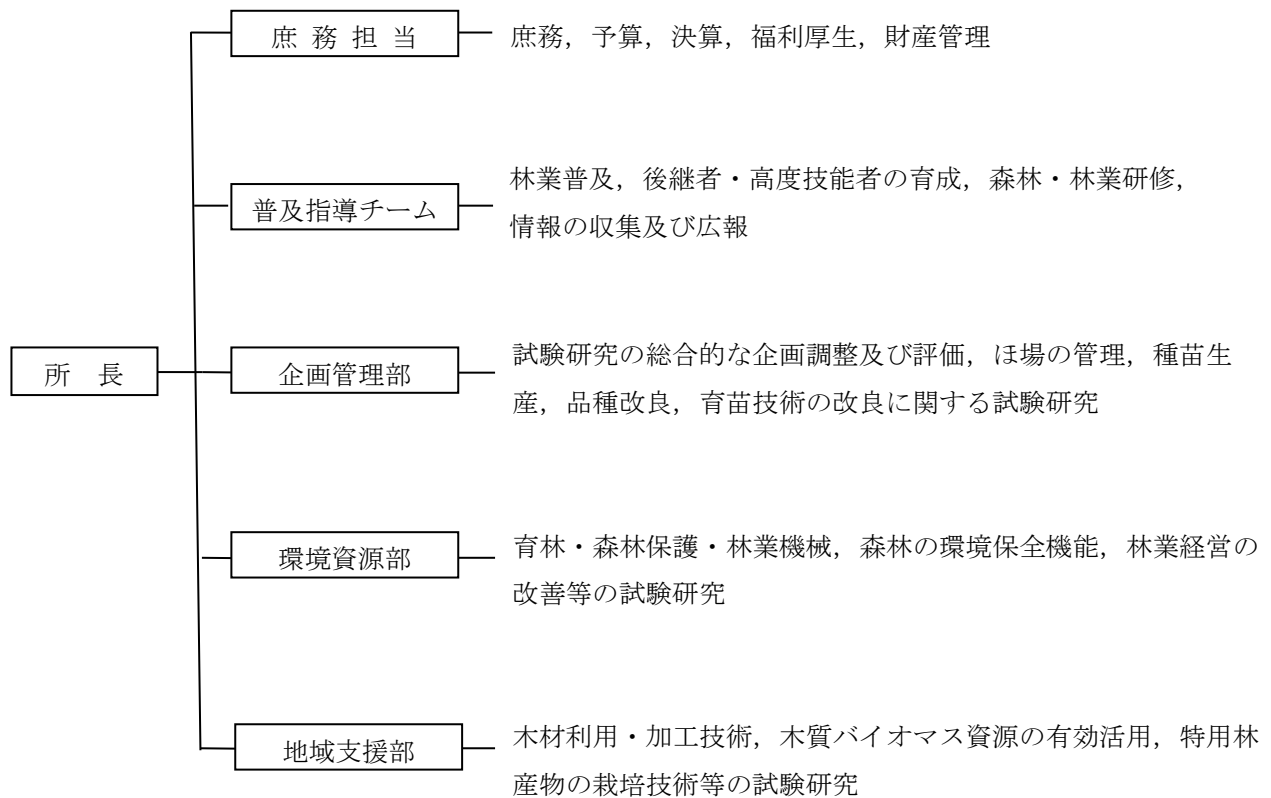 庶 務 担 当
庶務，予算，決算，福利厚生，財産管理
普及指導チーム
林業普及，後継者・高度技能者の育成，森林・林業研修，
情報の収集及び広報
所　長
企画管理部
試験研究の総合的な企画調整及び評価，ほ場の管理，種苗生
産，品種改良，育苗技術の改良に関する試験研究
環境資源部
育林・森林保護・林業機械，森林の環境保全機能，林業経営の
改善等の試験研究
地域支援部
木材利用・加工技術，木質バイオマス資源の有効活用，特用林
産物の栽培技術等の試験研究